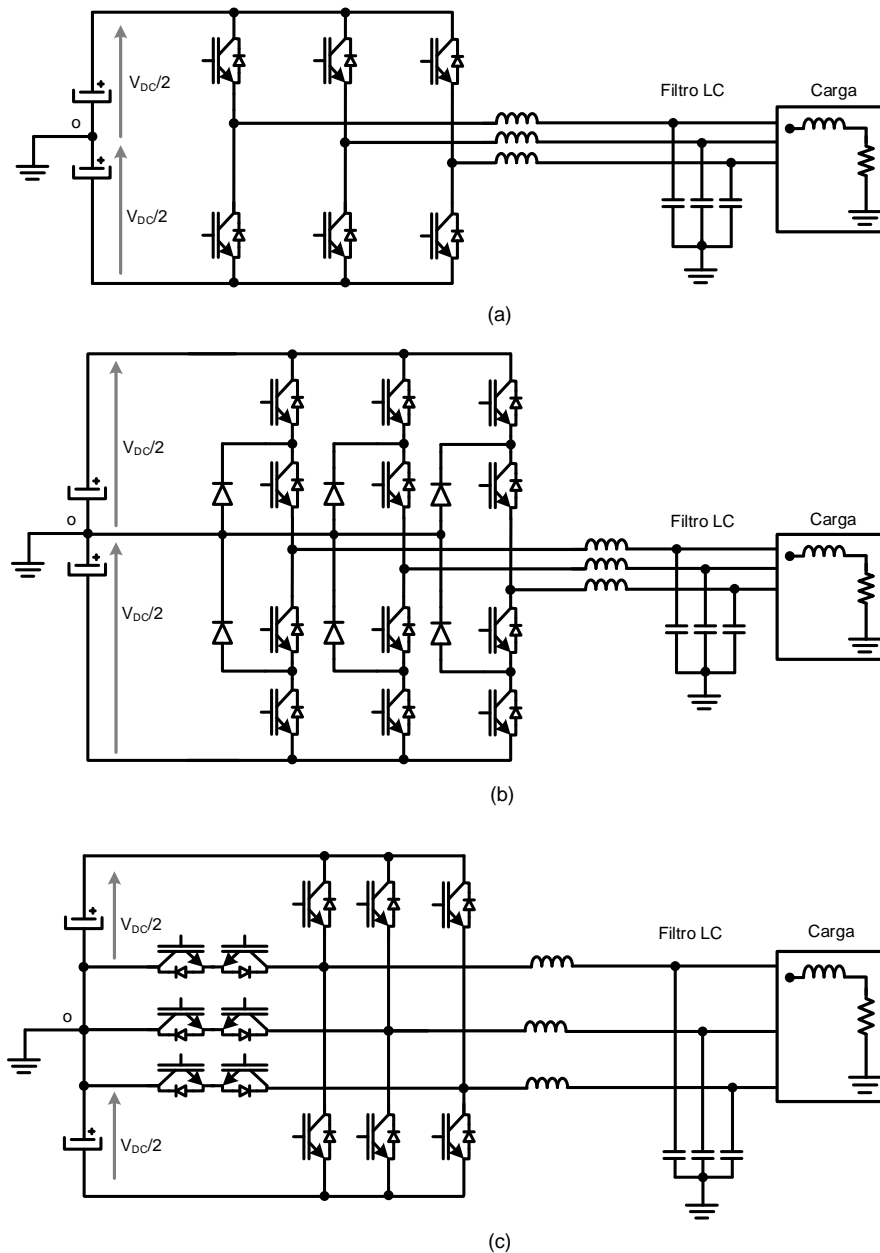 V_DC/2
Filtro LC
Carga
o
V_DC/2
(a)
V_DC/2
Filtro LC
Carga
o
V_DC/2
(b)
V_DC/2
Filtro LC
Carga
o
V_DC/2
(c)